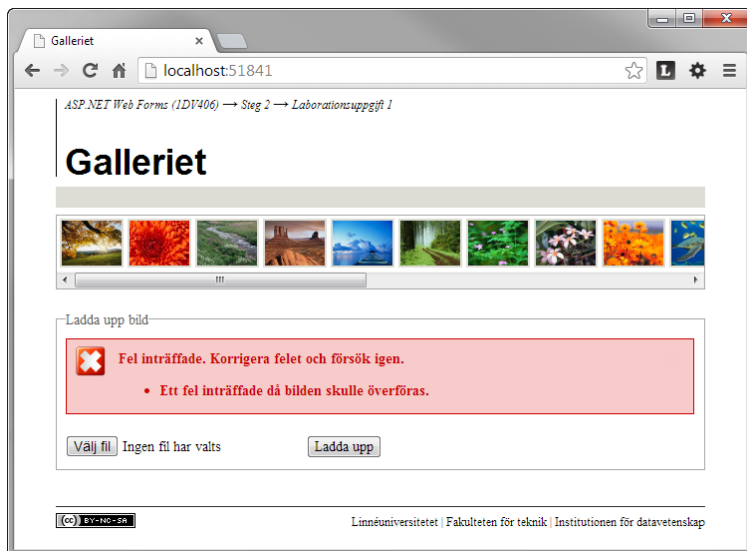 Galleriet
localhost:51841
ASP.NET Web Forms (1DV406) → Steg 2 → Laborationsuppgift 1
Galleriet
Ladda upp bild
Fel inträffade. Korrigera felet och försök igen.
• Ett fel inträffade då bilden skulle överföras.
Välj fil Ingen fil har valts Ladda upp
(cc) BY-NC-SA Linnéuniversitetet | Fakulteten för teknik | Institutionen för datavetenskap